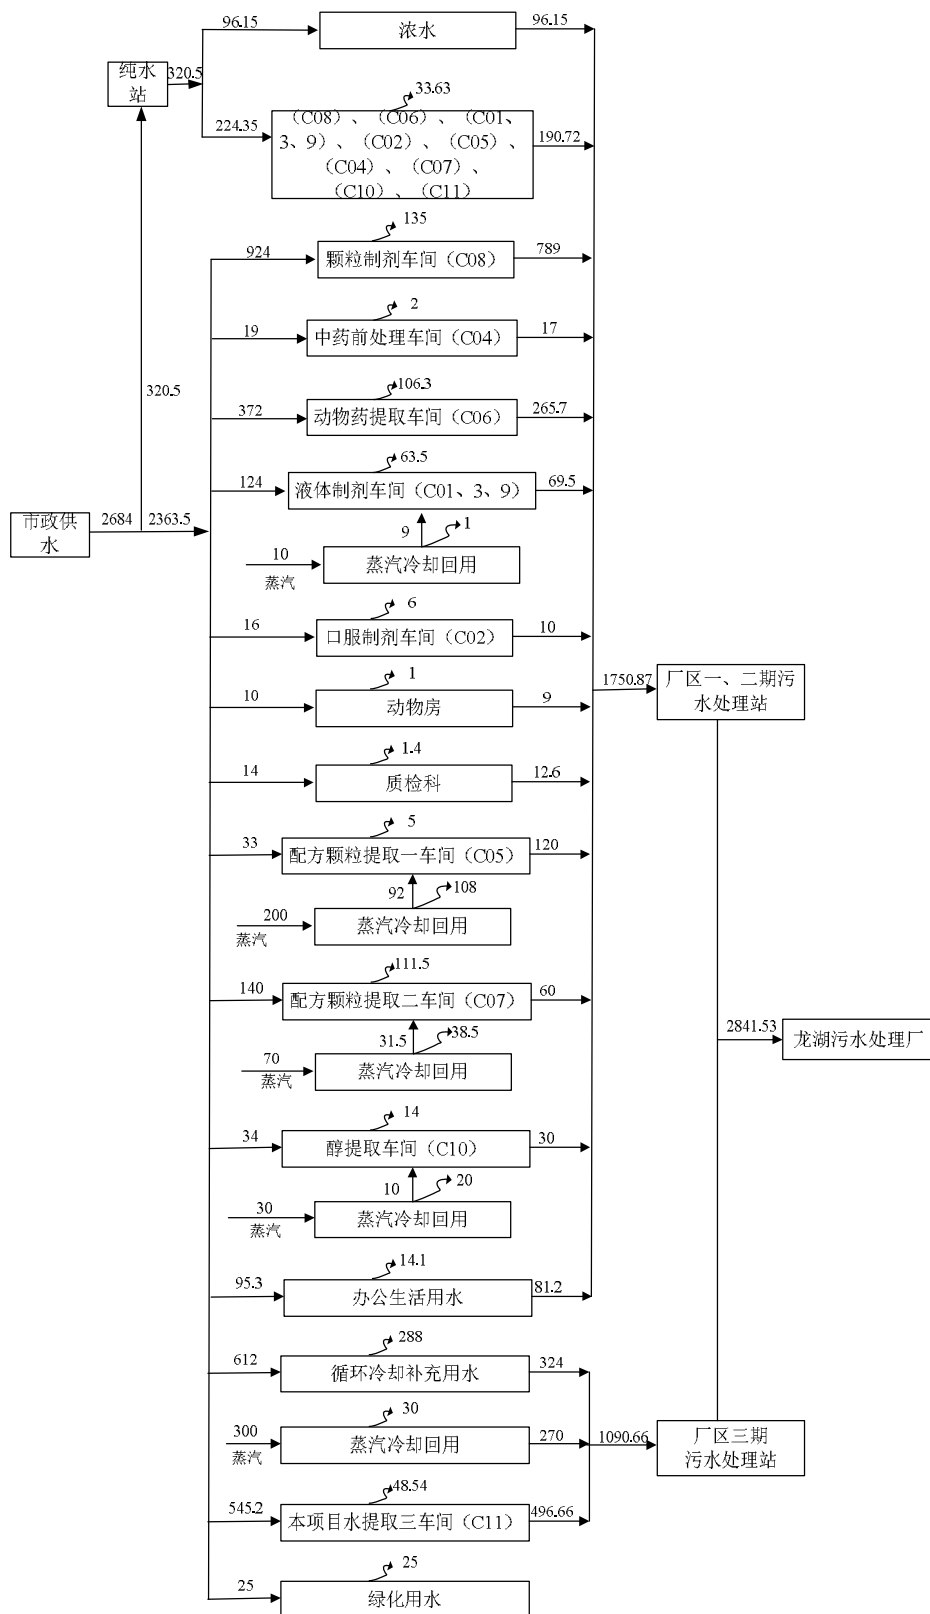 96.15
浓水
96.15
纯水
站
320.5
33.63
224.35
（C08）、（C06）、（C01、
3、9）、（C02）、（C05）、
（C04）、（C07）、
（C10）、（C11）
190.72
135
924
颗粒制剂车间（C08）
789
2
19
中药前处理车间（C04）
17
320.5
106.3
372
动物药提取车间（C06）
265.7
63.5
124
液体制剂车间（C01、3、9）
69.5
市政供
水
2684
2363.5
9
1
10
蒸汽
蒸汽冷却回用
6
16
口服制剂车间（C02）
10
1
10
动物房
9
1750.87
厂区一、二期污
水处理站
1.4
14
质检科
12.6
5
33
配方颗粒提取一车间（C05）
120
92
108
200
蒸汽
蒸汽冷却回用
111.5
140
配方颗粒提取二车间（C07）
60
31.5
38.5
70
蒸汽
蒸汽冷却回用
2841.53
龙湖污水处理厂
14
34
醇提取车间（C10）
30
10
20
30
蒸汽
蒸汽冷却回用
14.1
95.3
办公生活用水
81.2
288
612
循环冷却补充用水
324
30
300
蒸汽
蒸汽冷却回用
270
1090.66
厂区三期
污水处理站
48.54
545.2
本项目水提取三车间（C11）
496.66
25
25
绿化用水